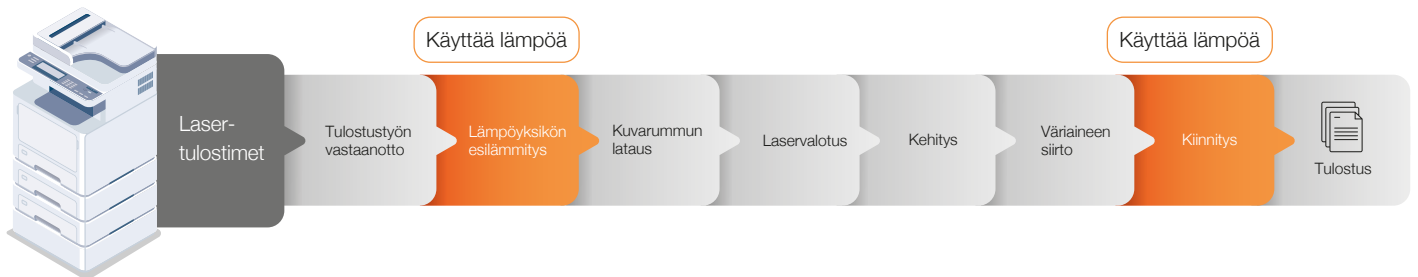 Käyttää lämpöä
Käyttää lämpöä
Laser-
tulostimet
Tulostustyön
vastaanotto
Lämpöyksikön
esilämmitys
Kuvarummun
lataus
Laservalotus
Kehitys
Väriaineen
siirto
Kiinnitys
Tulostus